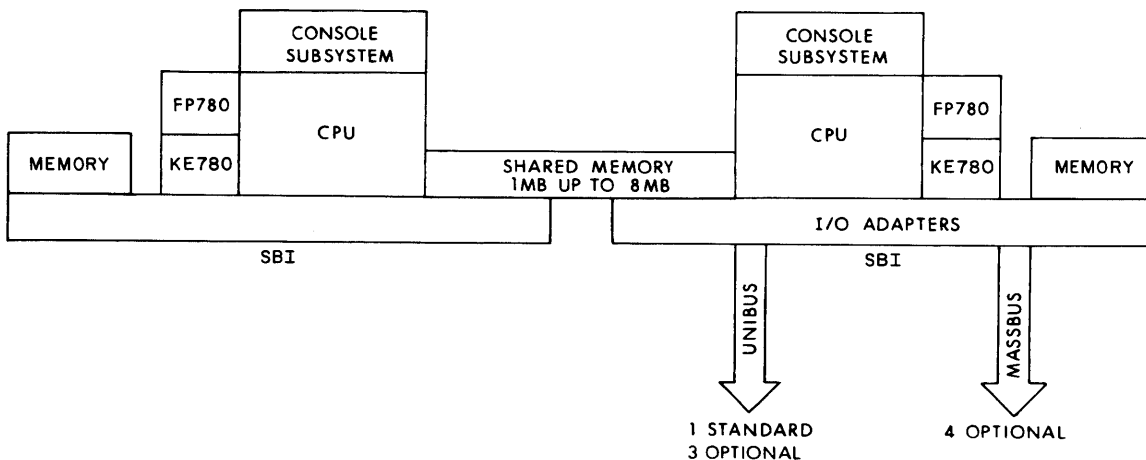 CONSOLE
SUBSYSTEM
FP780
CPU
MEMORY
KE780
SBI
SHARED MEMORY
1MB UP TO 8MB
CONSOLE
SUBSYSTEM
CPU
FP780
KE780
MEMORY
I/O ADAPTERS
SBI
UNIBUS
MASSBUS
1 STANDARD
3 OPTIONAL
4 OPTIONAL